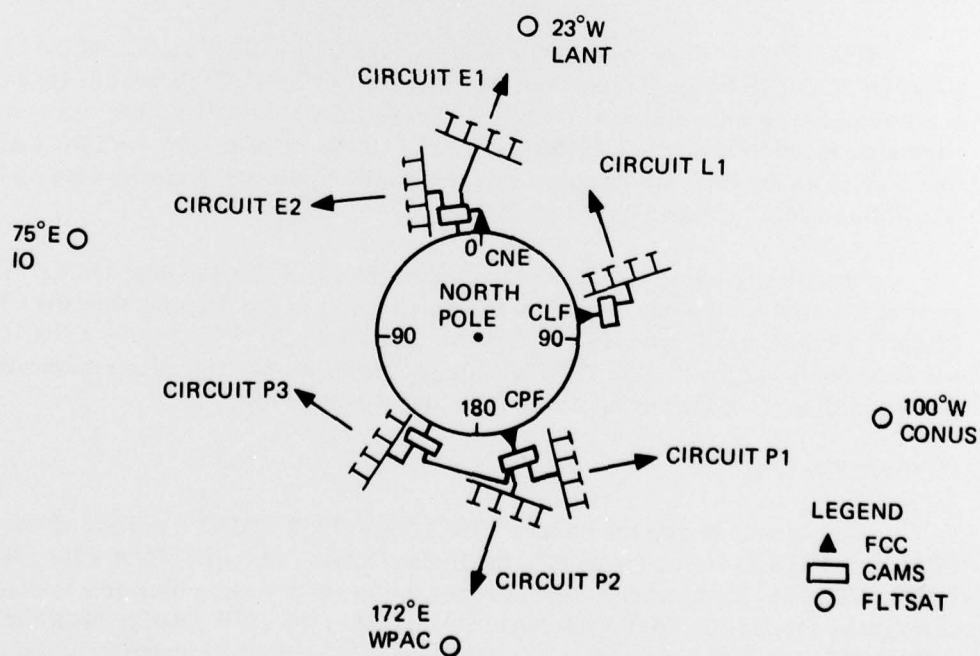 23°W
LANT
CIRCUIT E1
CIRCUIT L1
CIRCUIT E2
75°E
IO
0
CNE
NORTH
POLE
CLF
90
90
CIRCUIT P3
180
CPF
100°W
CONUS
CIRCUIT P1
LEGEND
FCC
CAMS
FLTSAT
CIRCUIT P2
172°E
WPAC